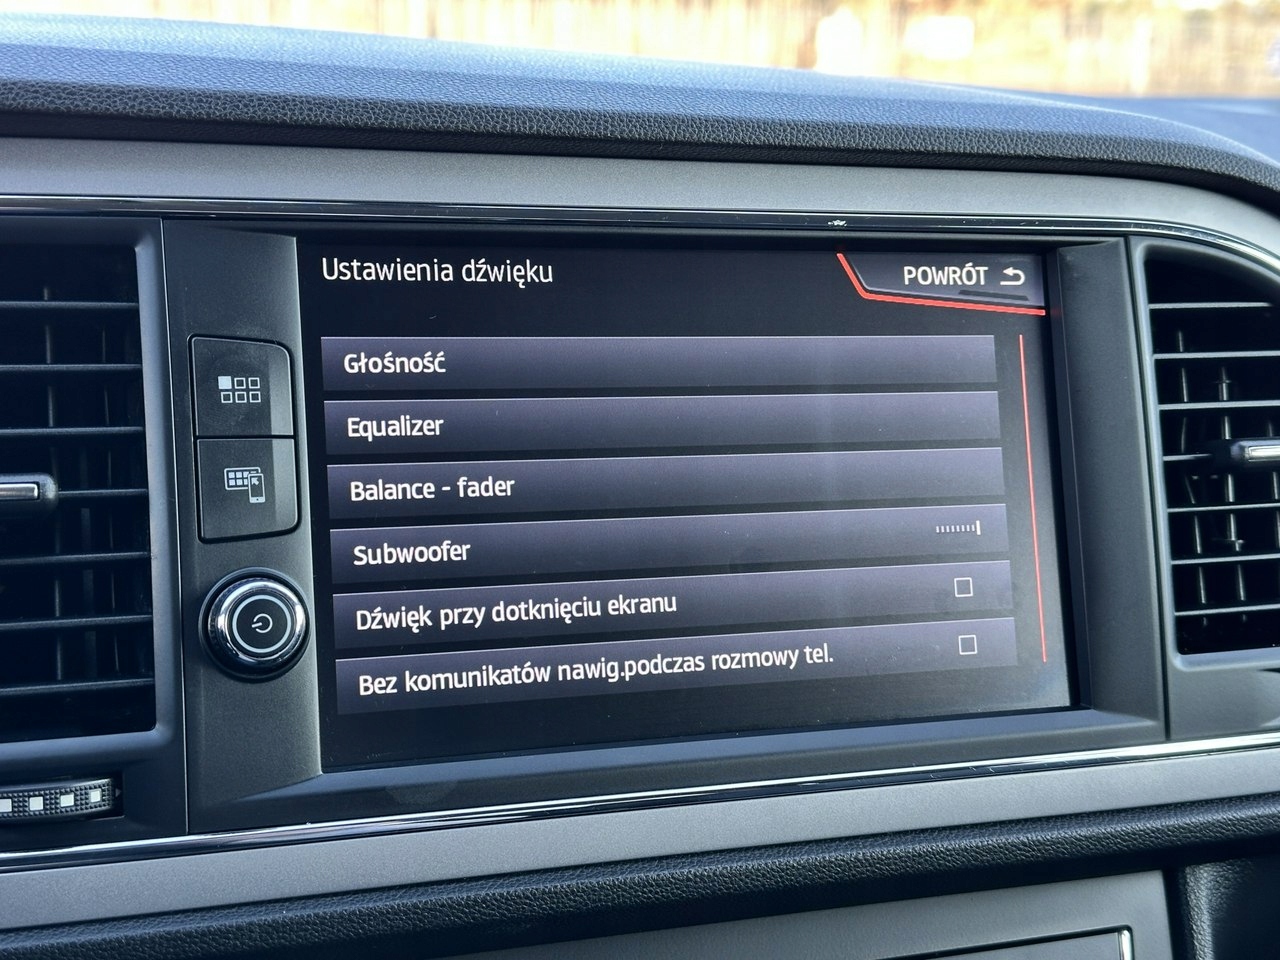 Ustawienia dźwięku
POWRÓT
Głośność
Equalizer
Balance - fader
Subwoofer
Dźwięk przy dotknięciu ekranu
Bez komunikatów nawig.podczas rozmowy tel.